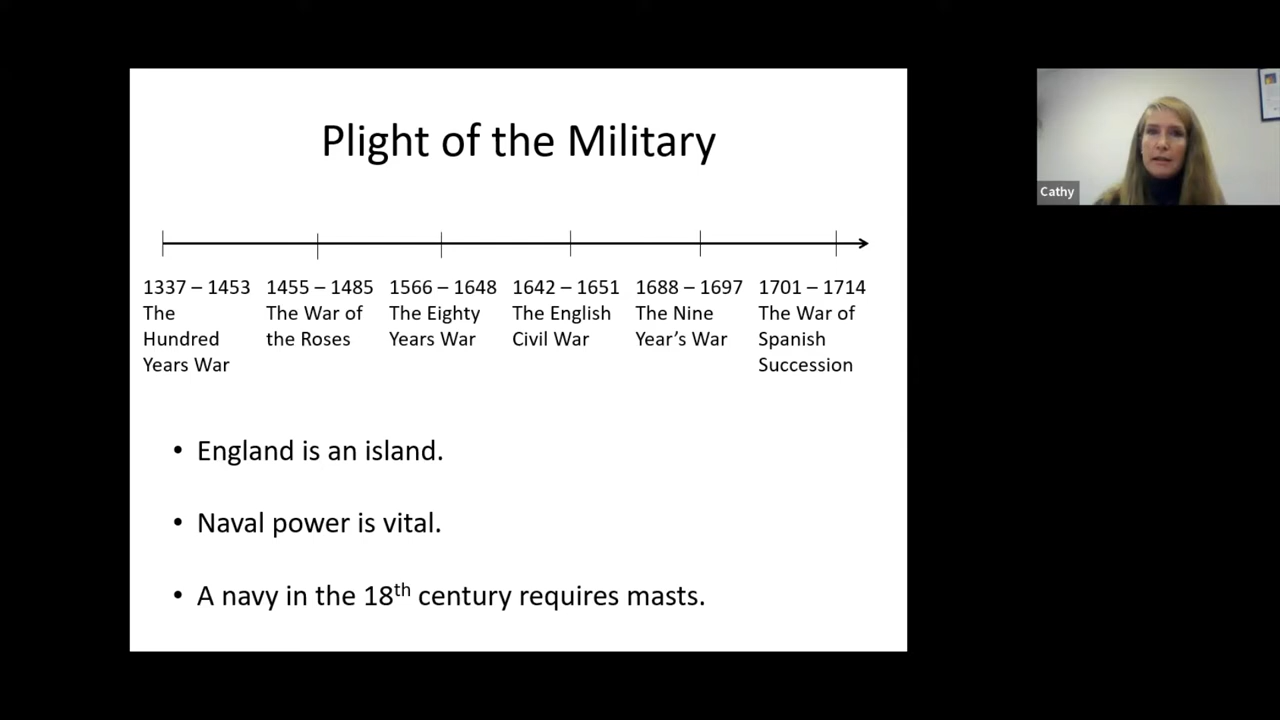 Plight of the Military
1337 – 1453
The
Hundred
Years War
1455 – 1485
The War of
the Roses
1566 – 1648
The Eighty
Years War
1642 – 1651
The English
Civil War
1688 – 1697
The Nine
Year’s War
1701 – 1714
The War of
Spanish
Succession
• England is an island.
• Naval power is vital.
• A navy in the 18th century requires masts.
Cathy